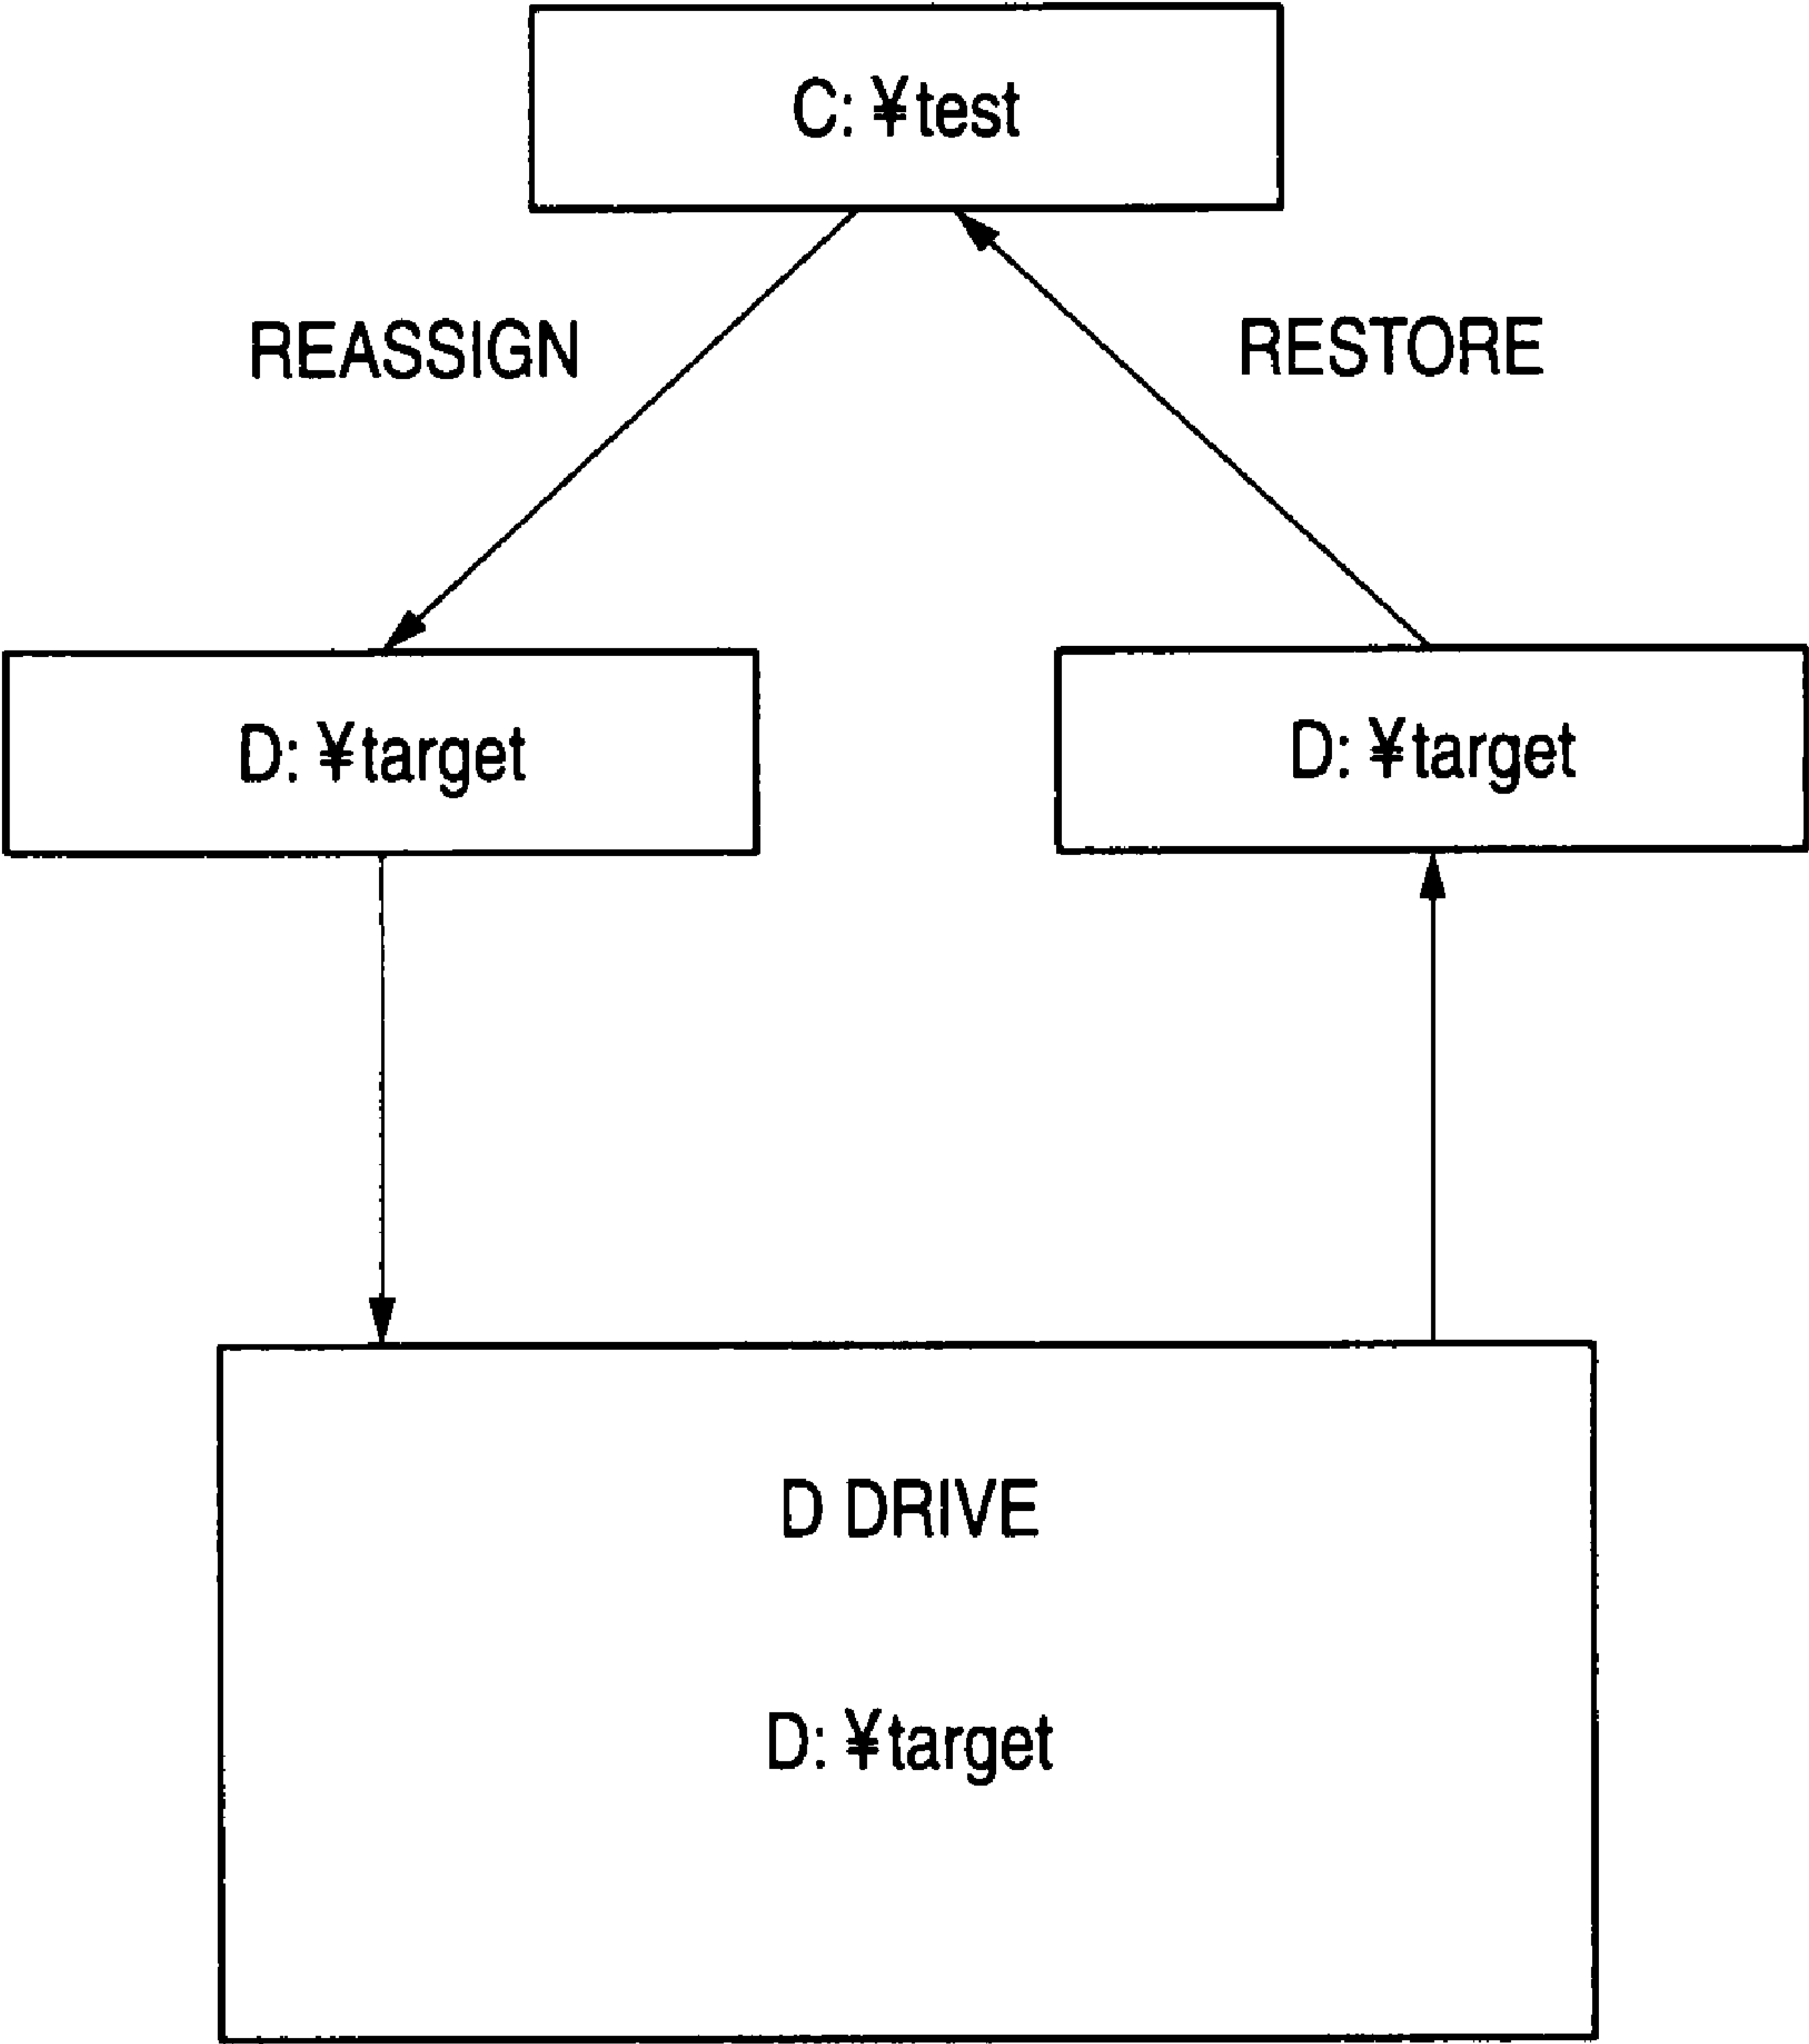 C: ¥test
REASSIGN
RESTORE
D: ¥target
D: ¥target
D DRIVE
D: ¥target